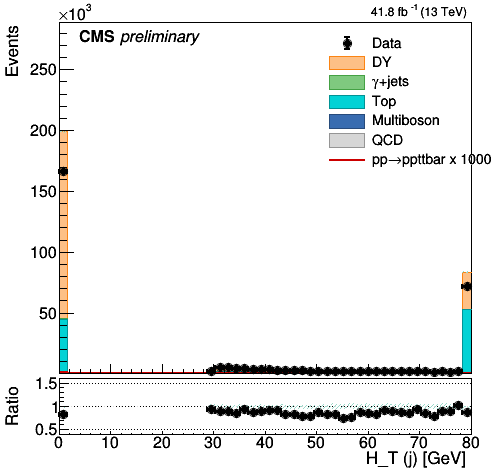 ×10³
41.8 fb⁻¹ (13 TeV)
CMS preliminary
Events
Data
DY
γ+jets
Top
Multiboson
QCD
pp→ppttbar x 1000
250
200
150
100
50
Ratio
1.5
1
0.5
0 10 20 30 40 50 60 70 80
H_T (j) [GeV]